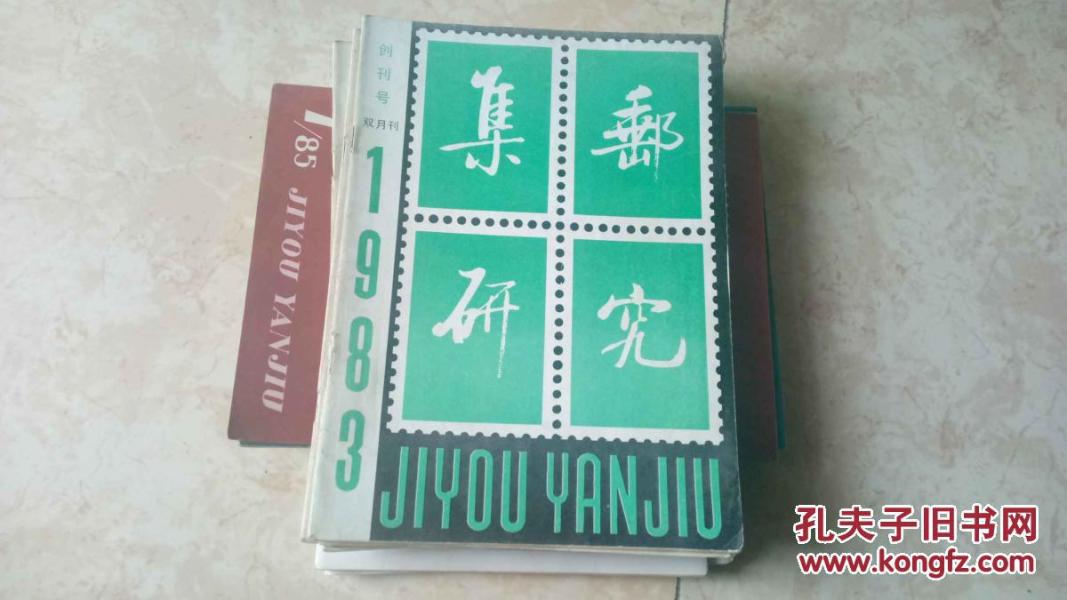 创刊号
双月刊
1983
集郵
研究
JIYOU YANJIU
1/85 JIYOU YANJIU
孔夫子旧书网
www.kongfz.com